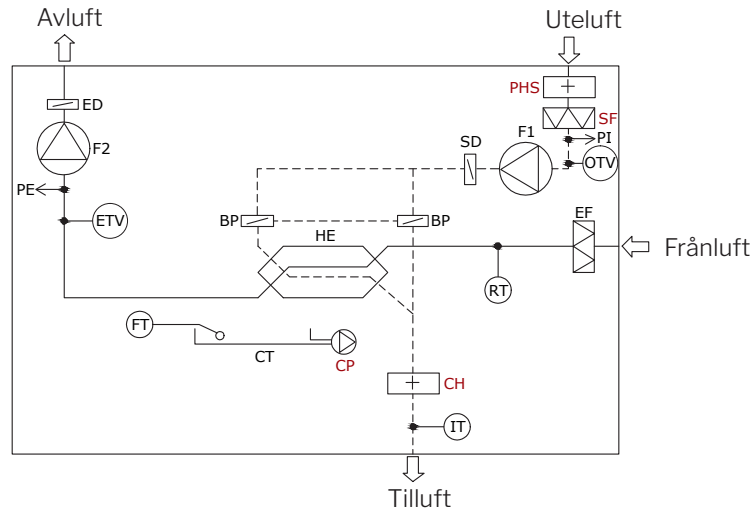 Avluft
Uteluft
PHS
ED
SF
F2
SD
F1
PI
OTV
PE
ETV
BP
BP
EF
HE
Frånluft
RT
FT
CT
CP
CH
IT
Tilluft